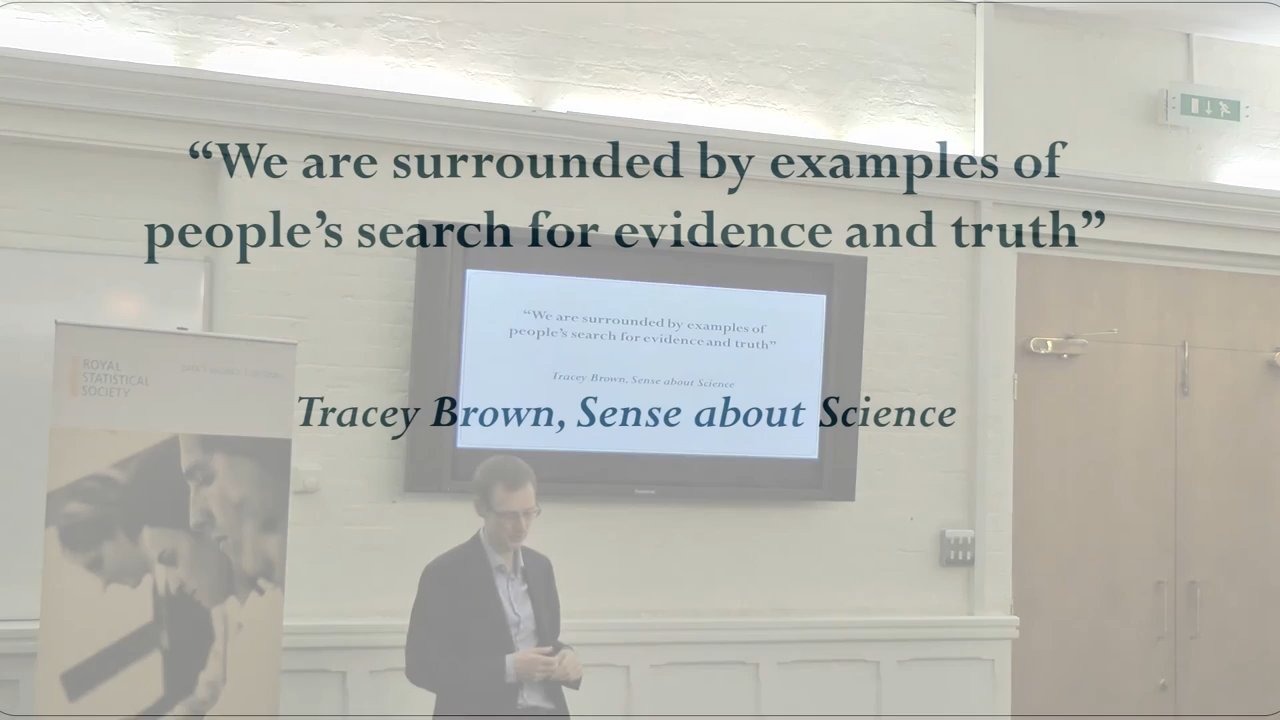 “We are surrounded by examples of
people’s search for evidence and truth”
Tracey Brown, Sense about Science
“We are surrounded by examples of
people’s search for evidence and truth”
Tracey Brown, Sense about Science
ROYAL
STATISTICAL
SOCIETY